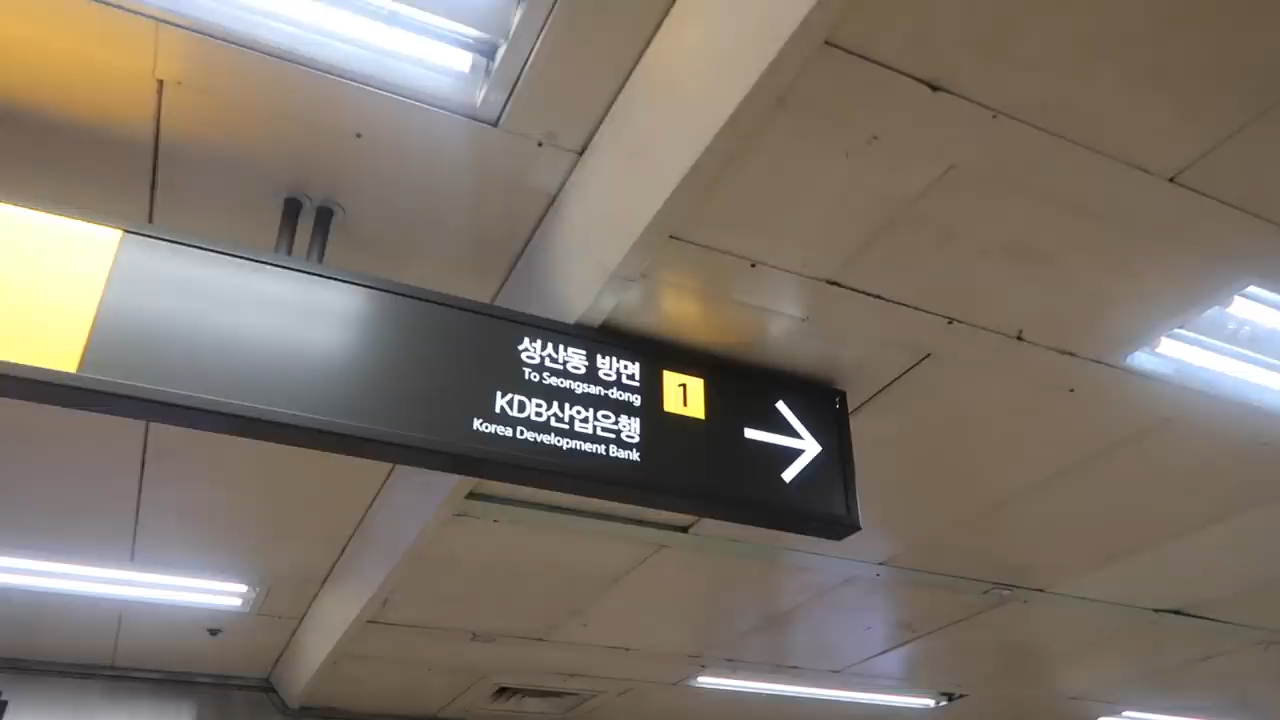 성산동 방면
To Seongsan-dong
KDB산업은행
Korea Development Bank
1